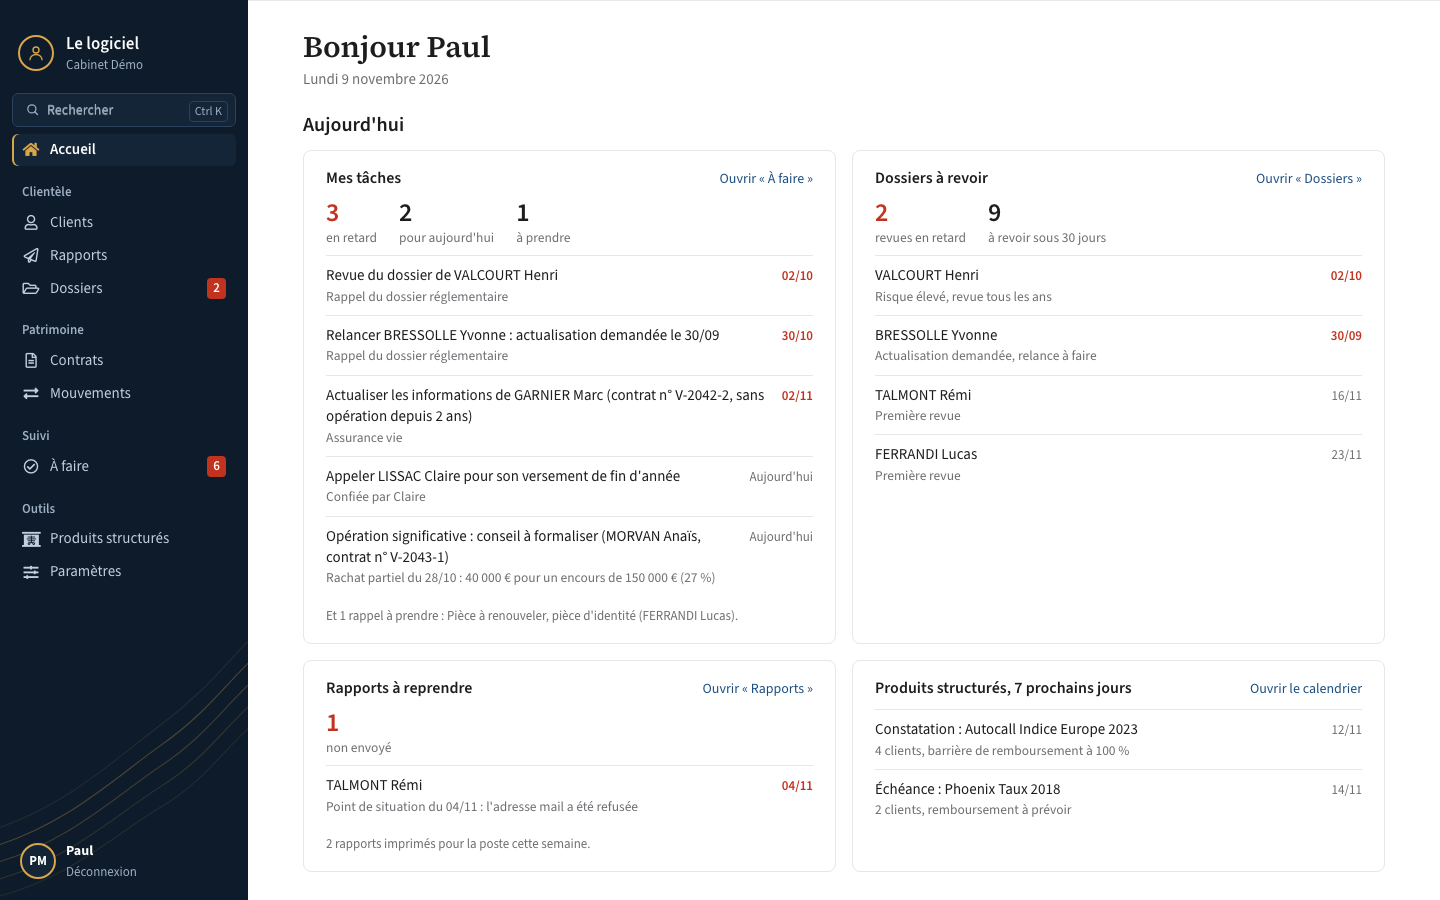 Le logiciel
Cabinet Démo
Rechercher Ctrl K
Accueil
Clientèle
Clients
Rapports
Dossiers 2
Patrimoine
Contrats
Mouvements
Suivi
À faire 6
Outils
Produits structurés
Paramètres
PM
Paul
Déconnexion
Bonjour Paul
Lundi 9 novembre 2026
Aujourd'hui
Mes tâches Ouvrir « À faire »
3 2 1
en retard pour aujourd'hui à prendre
Revue du dossier de VALCOURT Henri 02/10
Rappel du dossier réglementaire
Relancer BRESSOLLE Yvonne : actualisation demandée le 30/09 30/10
Rappel du dossier réglementaire
Actualiser les informations de GARNIER Marc (contrat n° V-2042-2, sans 02/11
opération depuis 2 ans)
Assurance vie
Appeler LISSAC Claire pour son versement de fin d'année Aujourd'hui
Confiée par Claire
Opération significative : conseil à formaliser (MORVAN Anaïs, Aujourd'hui
contrat n° V-2043-1)
Rachat partiel du 28/10 : 40 000 € pour un encours de 150 000 € (27 %)
Et 1 rappel à prendre : Pièce à renouveler, pièce d'identité (FERRANDI Lucas).
Dossiers à revoir Ouvrir « Dossiers »
2 9
revues en retard à revoir sous 30 jours
VALCOURT Henri 02/10
Risque élevé, revue tous les ans
BRESSOLLE Yvonne 30/09
Actualisation demandée, relance à faire
TALMONT Rémi 16/11
Première revue
FERRANDI Lucas 23/11
Première revue
Rapports à reprendre Ouvrir « Rapports »
1
non envoyé
TALMONT Rémi 04/11
Point de situation du 04/11 : l'adresse mail a été refusée
2 rapports imprimés pour la poste cette semaine.
Produits structurés, 7 prochains jours Ouvrir le calendrier
Constatation : Autocall Indice Europe 2023 12/11
4 clients, barrière de remboursement à 100 %
Échéance : Phoenix Taux 2018 14/11
2 clients, remboursement à prévoir